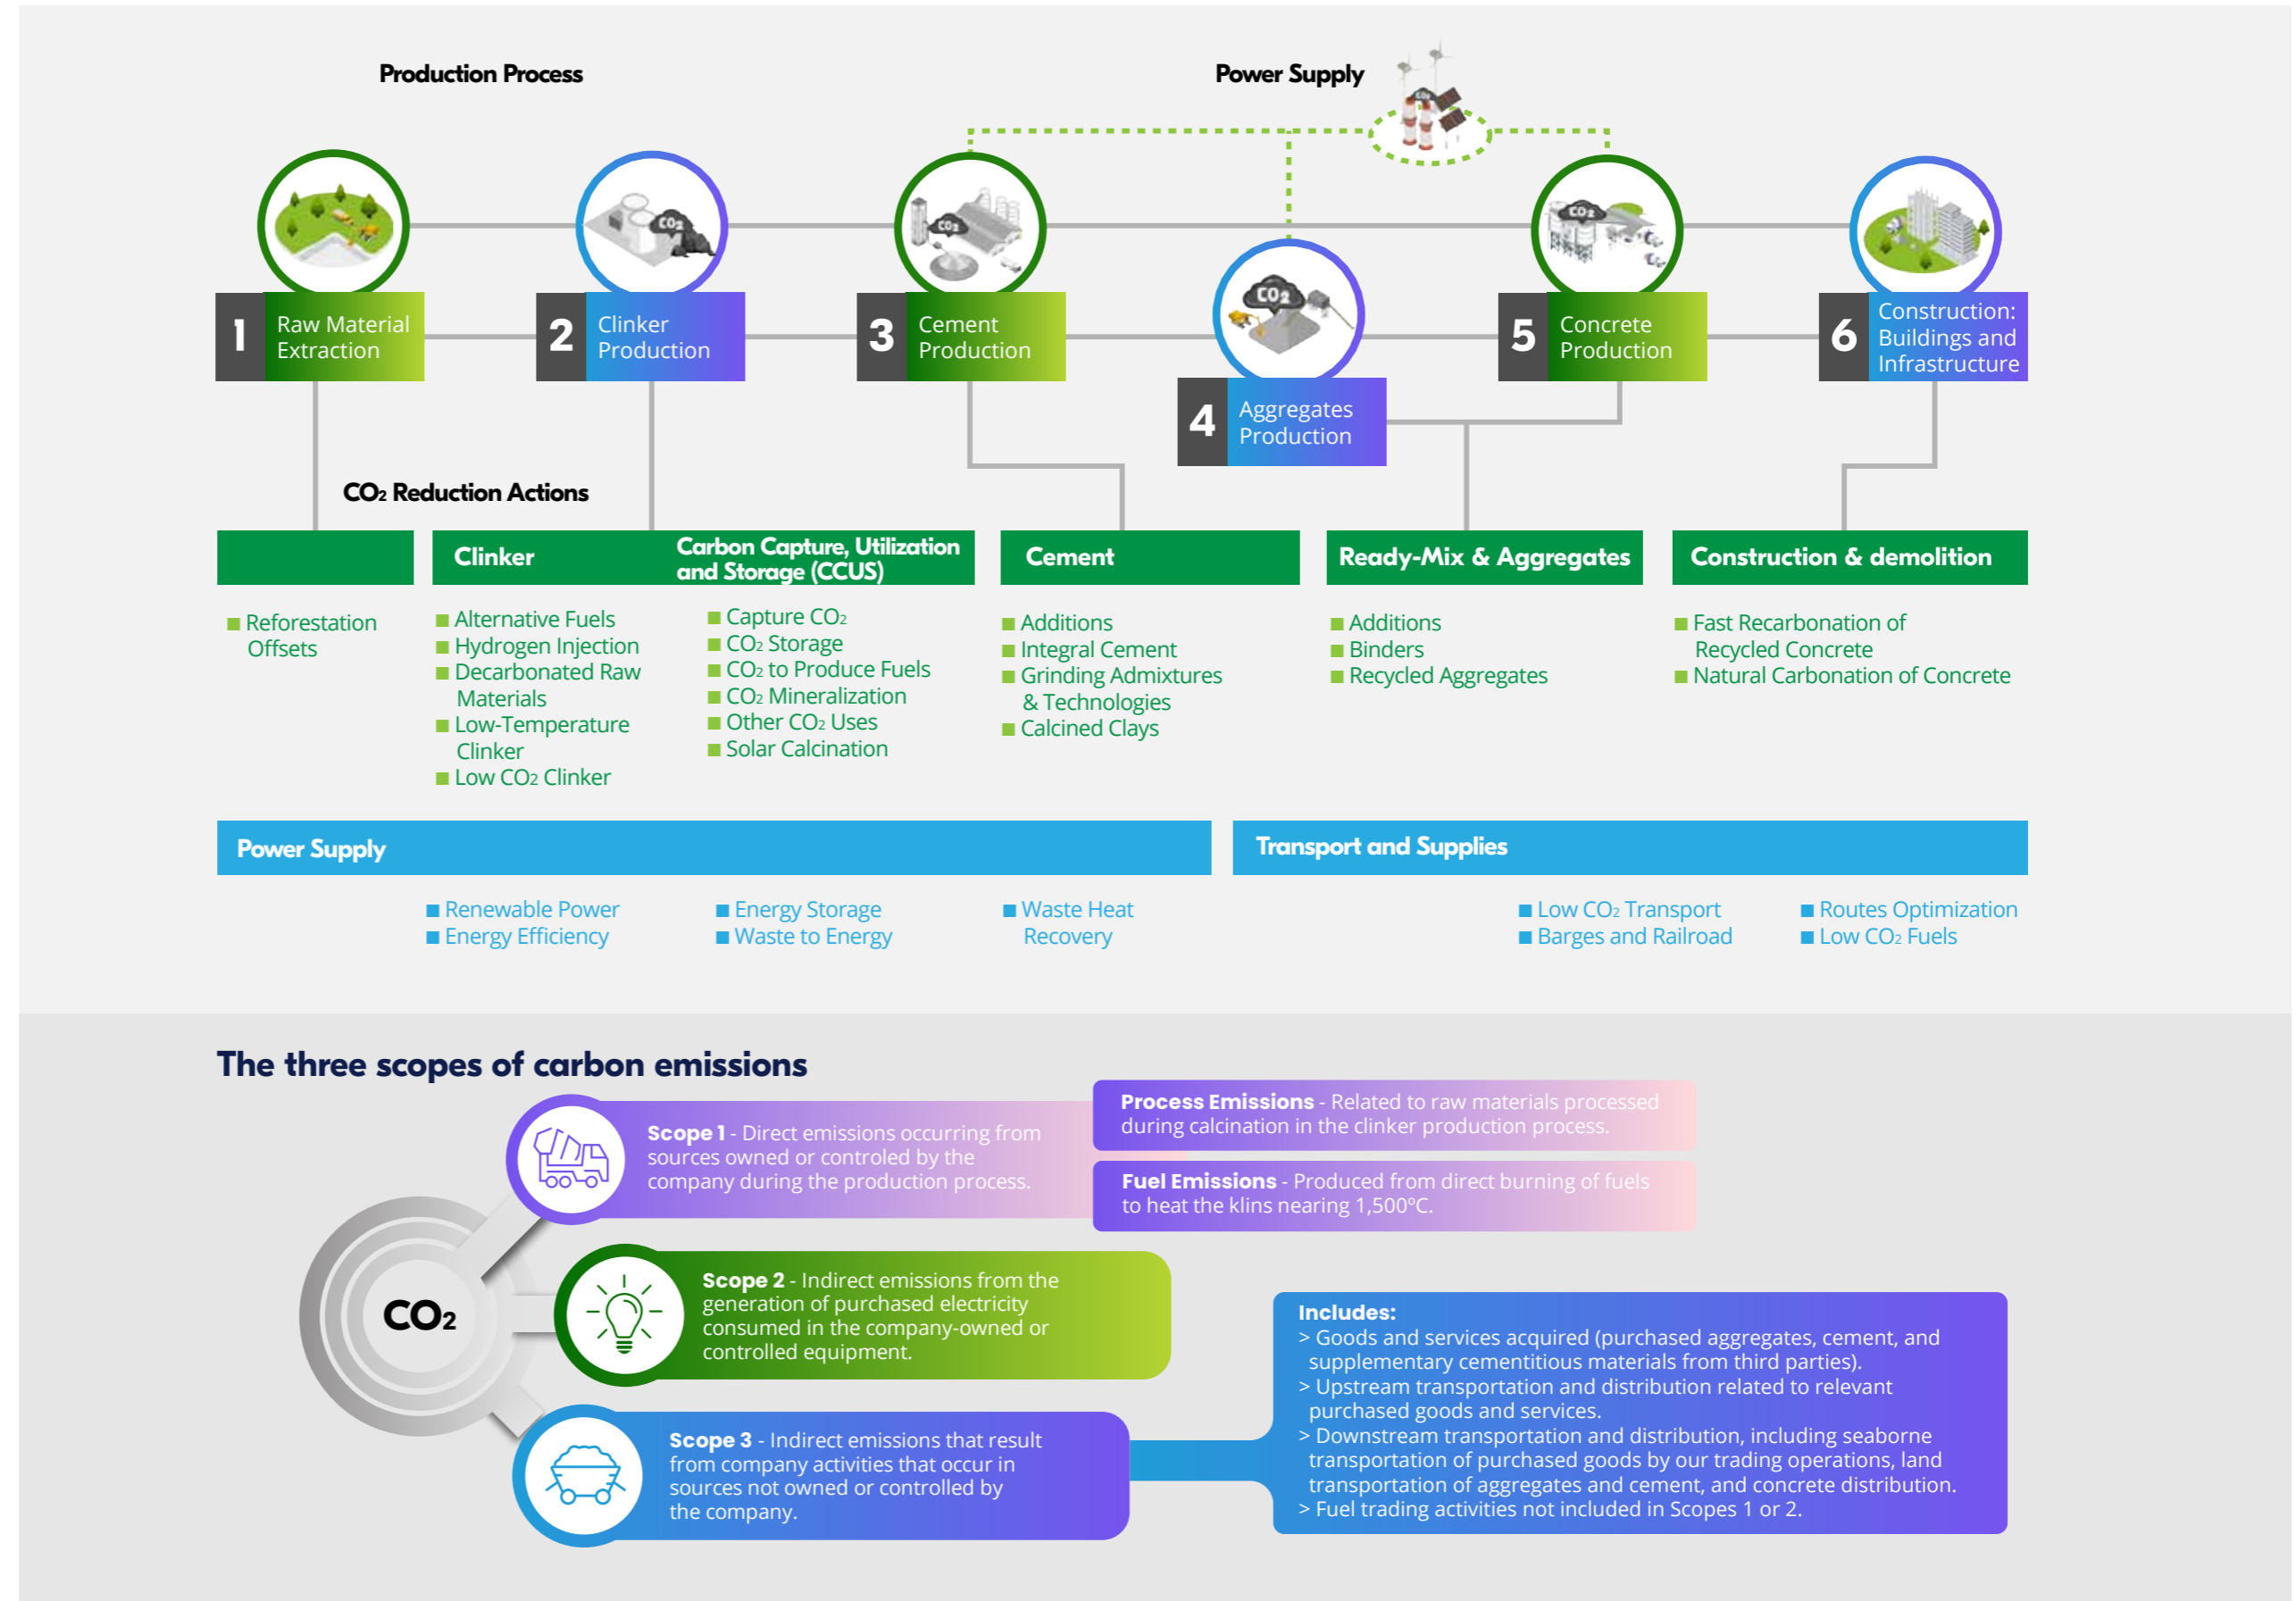 Production Process
Power Supply
CO2
CO2
CO2
CO2
CO2
1
Raw Material
Extraction
2
Clinker
Production
3
Cement
Production
4
Aggregates
Production
5
Concrete
Production
6
Construction:
Buildings and
Infrastructure
CO2 Reduction Actions
■ Reforestation
Offsets
Clinker
■ Alternative Fuels
■ Hydrogen Injection
■ Decarbonated Raw
Materials
■ Low-Temperature
Clinker
■ Low CO2 Clinker
Carbon Capture, Utilization
and Storage (CCUS)
■ Capture CO2
■ CO2 Storage
■ CO2 to Produce Fuels
■ CO2 Mineralization
■ Other CO2 Uses
■ Solar Calcination
Cement
■ Additions
■ Integral Cement
■ Grinding Admixtures
& Technologies
■ Calcined Clays
Ready-Mix & Aggregates
■ Additions
■ Binders
■ Recycled Aggregates
Construction & demolition
■ Fast Recarbonation of
Recycled Concrete
■ Natural Carbonation of Concrete
Power Supply
■ Renewable Power
■ Energy Efficiency
■ Energy Storage
■ Waste to Energy
■ Waste Heat
Recovery
Transport and Supplies
■ Low CO2 Transport
■ Barges and Railroad
■ Routes Optimization
■ Low CO2 Fuels
The three scopes of carbon emissions
CO2
Scope 1 - Direct emissions occurring from
sources owned or controled by the
company during the production process.
Process Emissions - Related to raw materials processed
during calcination in the clinker production process.
Fuel Emissions - Produced from direct burning of fuels
to heat the klins nearing 1,500°C.
Scope 2 - Indirect emissions from the
generation of purchased electricity
consumed in the company-owned or
controlled equipment.
Scope 3 - Indirect emissions that result
from company activities that occur in
sources not owned or controlled by
the company.
Includes:
> Goods and services acquired (purchased aggregates, cement, and
supplementary cementitious materials from third parties).
> Upstream transportation and distribution related to relevant
purchased goods and services.
> Downstream transportation and distribution, including seaborne
transportation of purchased goods by our trading operations, land
transportation of aggregates and cement, and concrete distribution.
> Fuel trading activities not included in Scopes 1 or 2.